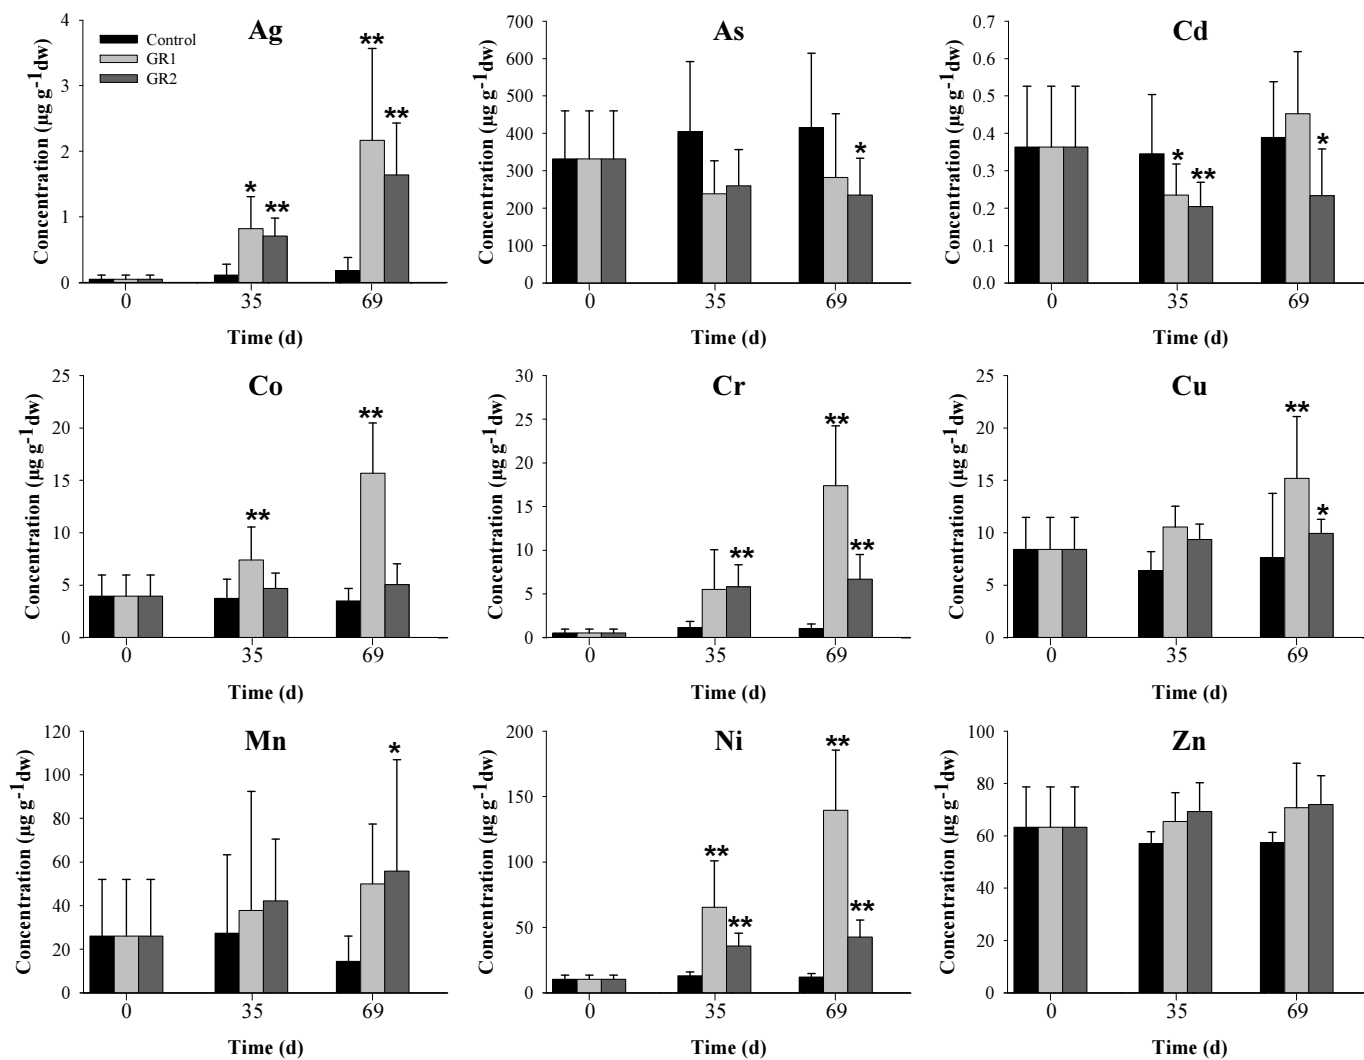 Ag
Control
GR1
GR2
4
3
2
1
0
** 
* ** **
0 35 69
Time (d)
Concentration (µg g⁻¹dw)
As
700
600
500
400
300
200
100
0
*
0 35 69
Time (d)
Concentration (µg g⁻¹dw)
Cd
0.7
0.6
0.5
0.4
0.3
0.2
0.1
0.0
* ** *
0 35 69
Time (d)
Concentration (µg g⁻¹dw)
Co
25
20
15
10
5
0
** **
0 35 69
Time (d)
Concentration (µg g⁻¹dw)
Cr
30
25
20
15
10
5
0
** ** **
0 35 69
Time (d)
Concentration (µg g⁻¹dw)
Cu
25
20
15
10
5
0
** *
0 35 69
Time (d)
Concentration (µg g⁻¹dw)
Mn
120
100
80
60
40
20
0
*
0 35 69
Time (d)
Concentration (µg g⁻¹dw)
Ni
200
150
100
50
0
** ** ** **
0 35 69
Time (d)
Concentration (µg g⁻¹dw)
Zn
100
80
60
40
20
0
0 35 69
Time (d)
Concentration (µg g⁻¹dw)